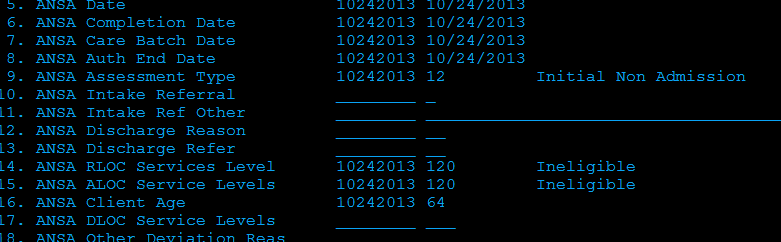 5. ANSA Date 10242013 10/24/2013
6. ANSA Completion Date 10242013 10/24/2013
7. ANSA Care Batch Date 10242013 10/24/2013
8. ANSA Auth End Date 10242013 10/24/2013
9. ANSA Assessment Type 10242013 12 Initial Non Admission
10. ANSA Intake Referral ________ _
11. ANSA Intake Ref Other ________ ____________________________________
12. ANSA Discharge Reason ________ __
13. ANSA Discharge Refer ________ __
14. ANSA RLOC Services Level 10242013 120 Ineligible
15. ANSA ALOC Service Levels 10242013 120 Ineligible
16. ANSA Client Age 10242013 64
17. ANSA DLOC Service Levels ________ ___
18. ANSA Other Deviation Reas